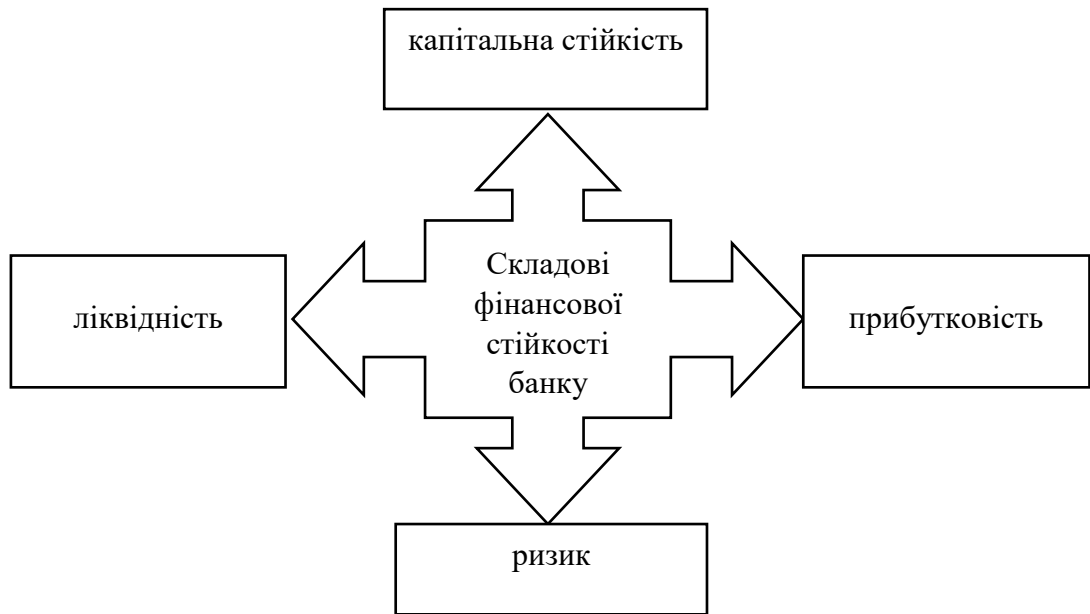 капітальна стійкість
ліквідність
Складові
фінансової
стійкості
банку
прибутковість
ризик